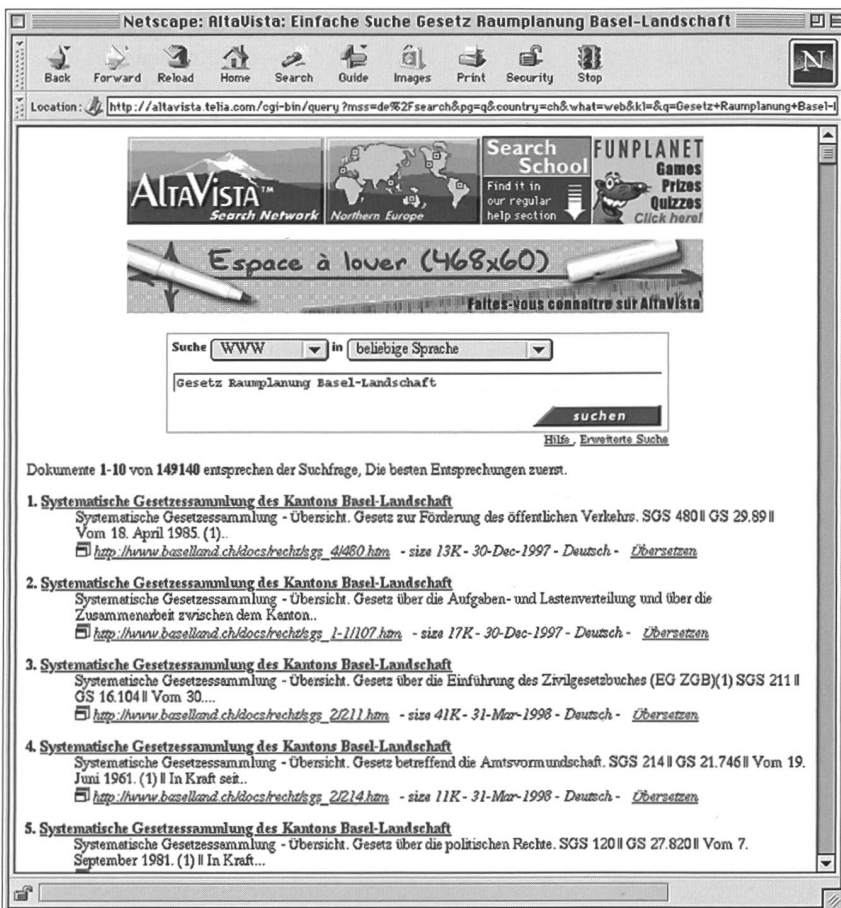 Netscape: AltaVista: Einfache Suche Gesetz Raumplanung Basel-Landschaft
Back Forward Reload Home Search Guide Images Print Security Stop
N
Location: http://altavista.telia.com/cgi-bin/query?mss=de%2Fsearch&pg=q&country=ch&what=web&kl=&q=Gesetz+Raumplanung+Basel-l
ALTAVISTA™
Search Network
Northern Europe
Search School
Find it in
our regular
help section
FUNPLANET
Games
Prizes
Quizzes
Click here!
Espace à louer (468x60)
Faites-vous connaître sur AltaVista
Suche WWW in beliebige Sprache
Gesetz Raumplanung Basel-Landschaft
suchen
Hilfe , Erweiterte Suche
Dokumente 1-10 von 149140 entsprechen der Suchfrage, Die besten Entsprechungen zuerst.
1. Systematische Gesetzessammlung des Kantons Basel-Landschaft
Systematische Gesetzessammlung - Übersicht. Gesetz zur Förderung des öffentlichen Verkehrs. SGS 480 || GS 29.89 ||
Vom 18. April 1985. (1)..
http://www.baselland.ch/docs/recht/sgs_4/480.htm - size 13K - 30-Dec-1997 - Deutsch - Übersetzen
2. Systematische Gesetzessammlung des Kantons Basel-Landschaft
Systematische Gesetzessammlung - Übersicht. Gesetz über die Aufgaben- und Lastenverteilung und über die
Zusammenarbeit zwischen dem Kanton..
http://www.baselland.ch/docs/recht/sgs_1-1/107.htm - size 17K - 30-Dec-1997 - Deutsch - Übersetzen
3. Systematische Gesetzessammlung des Kantons Basel-Landschaft
Systematische Gesetzessammlung - Übersicht. Gesetz über die Einführung des Zivilgesetzbuches (EG ZGB)(1) SGS 211 ||
GS 16.104 || Vom 30....
http://www.baselland.ch/docs/recht/sgs_2/211.htm - size 41K - 31-Mar-1998 - Deutsch - Übersetzen
4. Systematische Gesetzessammlung des Kantons Basel-Landschaft
Systematische Gesetzessammlung - Übersicht. Gesetz betreffend die Amtsvormundschaft. SGS 214 || GS 21.746 || Vom 19.
Juni 1961. (1) || In Kraft seit..
http://www.baselland.ch/docs/recht/sgs_2/214.htm - size 11K - 31-Mar-1998 - Deutsch - Übersetzen
5. Systematische Gesetzessammlung des Kantons Basel-Landschaft
Systematische Gesetzessammlung - Übersicht. Gesetz über die politischen Rechte. SGS 120 || GS 27.820 || Vom 7.
September 1981. (1) || In Kraft...